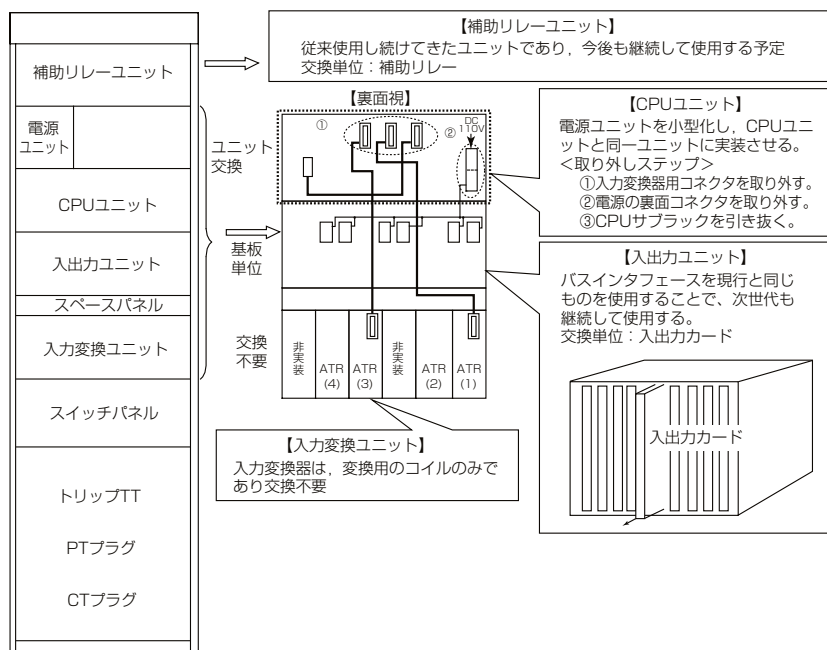 補助リレーユニット
電源
ユニット
CPUユニット
入出力ユニット
スペースパネル
入力変換ユニット
スイッチパネル
トリップTT
PTプラグ
CTプラグ
ユニット
交換
基板
単位
交換
不要
【裏面視】
①
②
DC
110V
非実装
ATR
(4)
ATR
(3)
非実装
ATR
(2)
ATR
(1)
【補助リレーユニット】
従来使用し続けてきたユニットであり，今後も継続して使用する予定
交換単位：補助リレー
【CPUユニット】
電源ユニットを小型化し，CPUユニ
ットと同一ユニットに実装させる。
＜取り外しステップ＞
①入力変換器用コネクタを取り外す。
②電源の裏面コネクタを取り外す。
③CPUサブラックを引き抜く。
【入出力ユニット】
バスインタフェースを現行と同じ
ものを使用することで、次世代も
継続して使用する。
交換単位：入出力カード
入出力カード
【入力変換ユニット】
入力変換器は，変換用のコイルのみで
あり交換不要